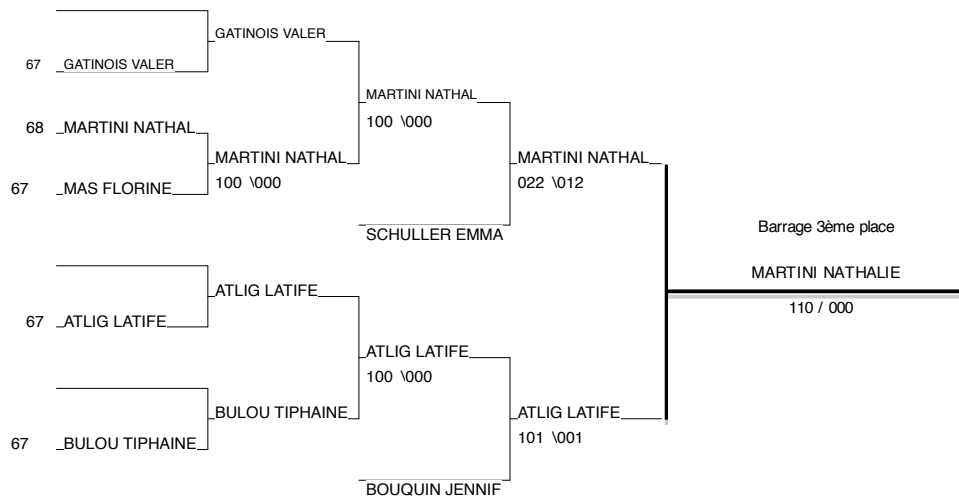 GATINOIS VALER
67 GATINOIS VALER
MARTINI NATHAL
100 \000
68 MARTINI NATHAL
MARTINI NATHAL
100 \000
MARTINI NATHAL
022 \012
67 MAS FLORINE
SCHULLER EMMA
Barrage 3ème place
MARTINI NATHALIE
110 / 000
ATLIG LATIFE
67 ATLIG LATIFE
ATLIG LATIFE
100 \000
BULOU TIPHAINE
67 BULOU TIPHAINE
ATLIG LATIFE
101 \001
BOUQUIN JENNIF